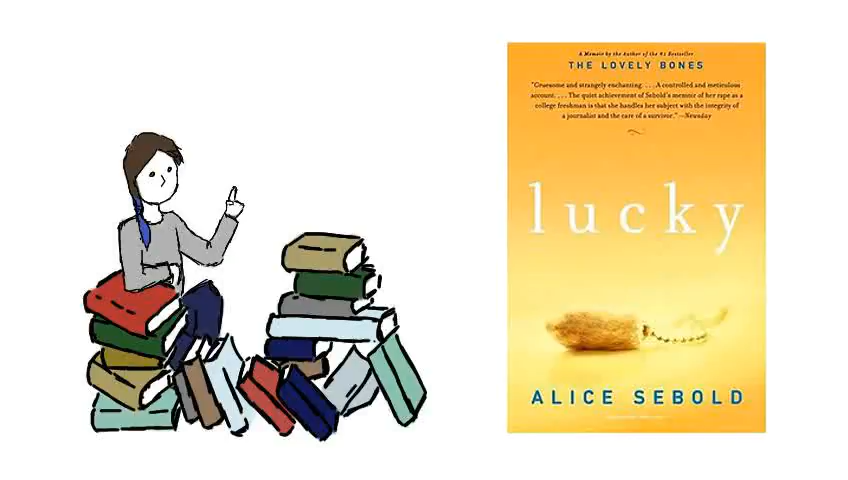 A Memoir by the Author of the #1 Bestseller
THE LOVELY BONES
"Gruesome and strangely enchanting. . . . A controlled and meticulous
account. . . . The quiet achievement of Sebold's memoir of her rape as a
college freshman is that she handles her subject with the integrity of
a journalist and the care of a survivor." —Newsday
lucky
ALICE SEBOLD